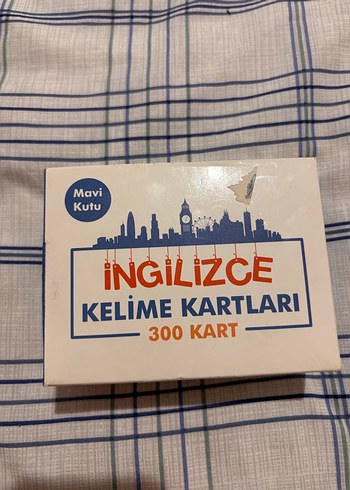 Mavi
Kutu
İNGİLİZCE
KELİME KARTLARI
300 KART